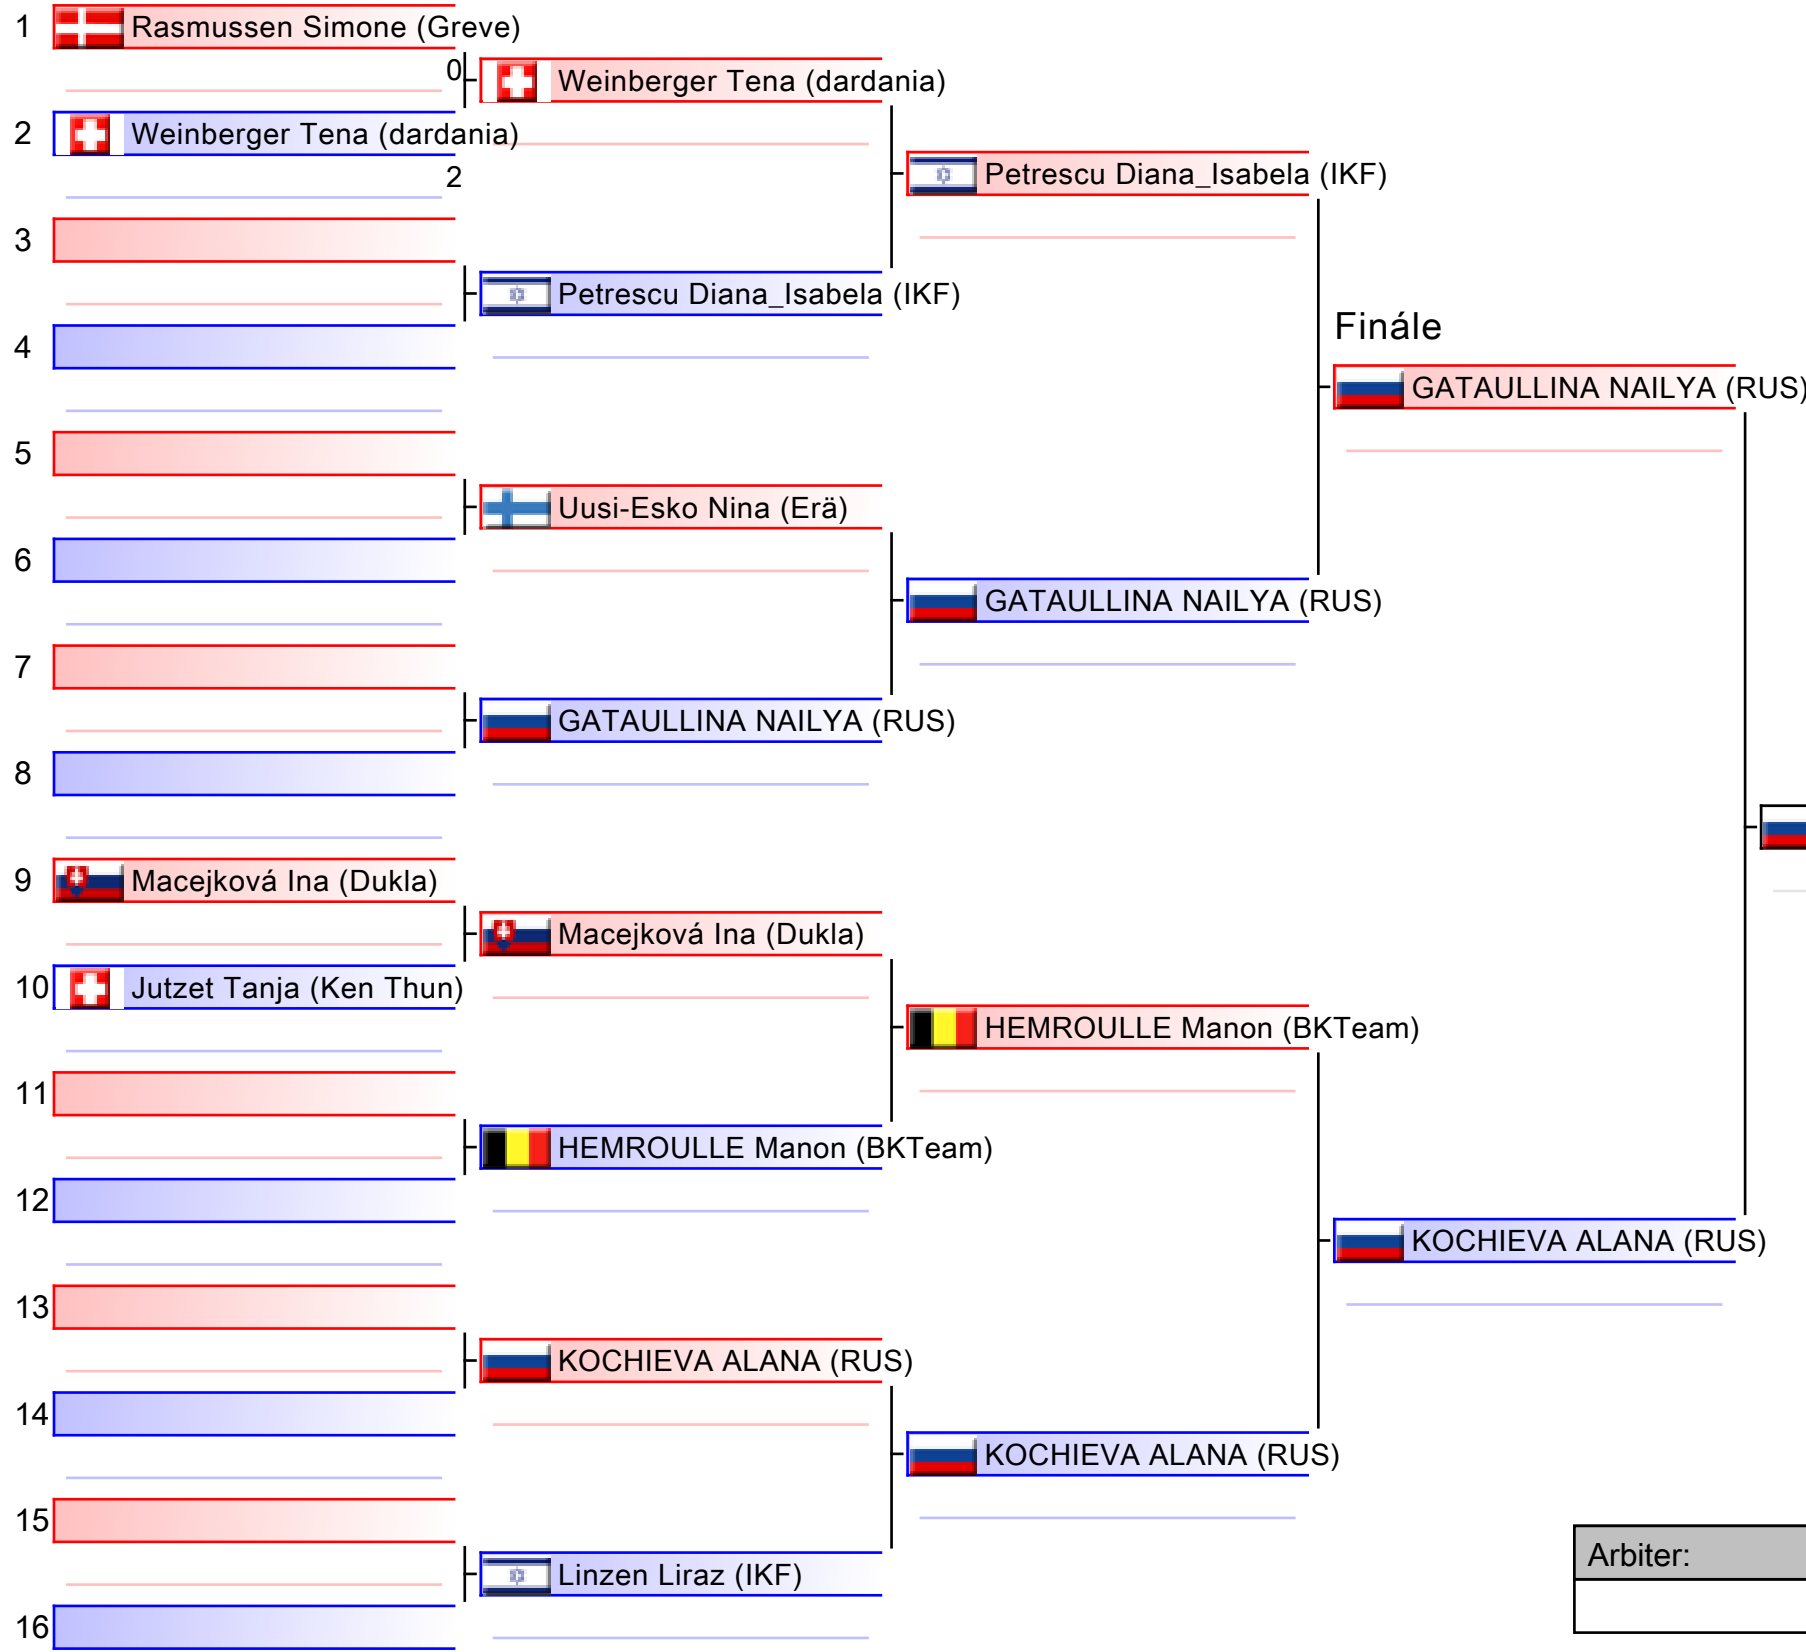 1 Rasmussen Simone (Greve)
0 Weinberger Tena (dardania)
2 Weinberger Tena (dardania)
2
Petrescu Diana_Isabela (IKF)
3
Petrescu Diana_Isabela (IKF)
4
Finále
GATAULLINA NAILYA (RUS)
5
Uusi-Esko Nina (Erä)
6
GATAULLINA NAILYA (RUS)
7
GATAULLINA NAILYA (RUS)
8
9 Macejková Ina (Dukla)
Macejková Ina (Dukla)
10 Jutzet Tanja (Ken Thun)
HEMROULLE Manon (BKTeam)
11
HEMROULLE Manon (BKTeam)
12
KOCHIEVA ALANA (RUS)
13
KOCHIEVA ALANA (RUS)
14
KOCHIEVA ALANA (RUS)
15
Arbiter:
Linzen Liraz (IKF)
16